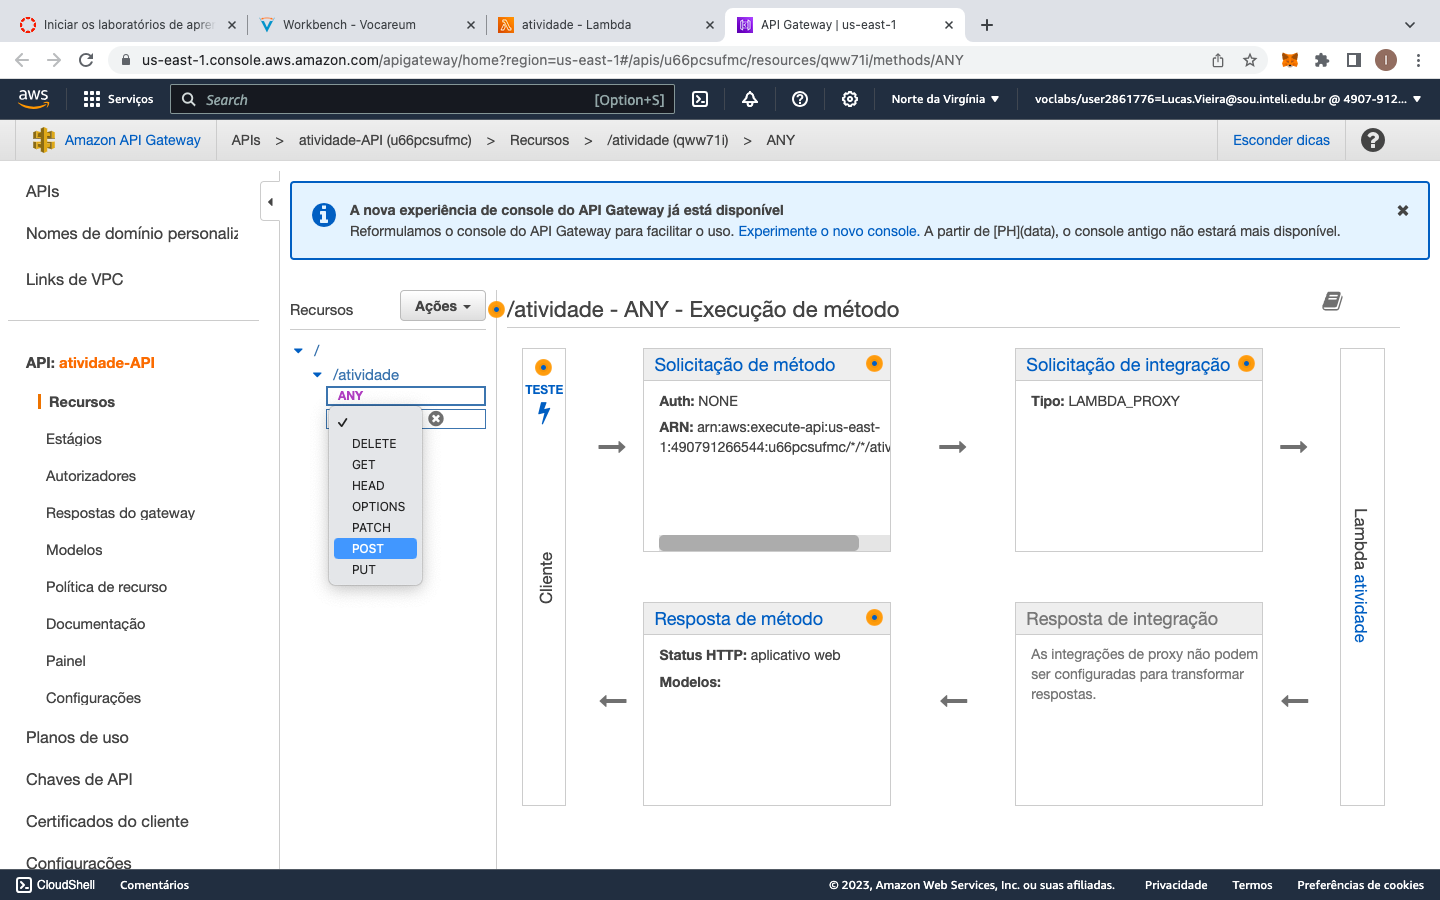 Iniciar os laboratórios de apre
Workbench - Vocareum
atividade - Lambda
API Gateway | us-east-1
us-east-1.console.aws.amazon.com/apigateway/home?region=us-east-1#/apis/u66pcsufmc/resources/qww71i/methods/ANY
I
aws
Serviços
Search
[Option+S]
Norte da Virgínia
voclabs/user2861776=Lucas.Vieira@sou.inteli.edu.br @ 4907-912...
Amazon API Gateway
APIs > atividade-API (u66pcsufmc) > Recursos > /atividade (qww71i) > ANY
Esconder dicas
APIs
Nomes de domínio personaliz
Links de VPC
API: atividade-API
Recursos
Estágios
Autorizadores
Respostas do gateway
Modelos
Política de recurso
Documentação
Painel
Configurações
Planos de uso
Chaves de API
Certificados do cliente
Configurações
A nova experiência de console do API Gateway já está disponível
Reformulamos o console do API Gateway para facilitar o uso. Experimente o novo console. A partir de [PH](data), o console antigo não estará mais disponível.
Recursos
Ações
/
/atividade
ANY
✓
DELETE
GET
HEAD
OPTIONS
PATCH
POST
PUT
/atividade - ANY - Execução de método
TESTE
Cliente
Solicitação de método
Auth: NONE
ARN: arn:aws:execute-api:us-east-
1:490791266544:u66pcsufmc/*/*/ativ
Solicitação de integração
Tipo: LAMBDA_PROXY
Lambda atividade
Resposta de método
Status HTTP: aplicativo web
Modelos:
Resposta de integração
As integrações de proxy não podem
ser configuradas para transformar
respostas.
CloudShell
Comentários
© 2023, Amazon Web Services, Inc. ou suas afiliadas.
Privacidade
Termos
Preferências de cookies